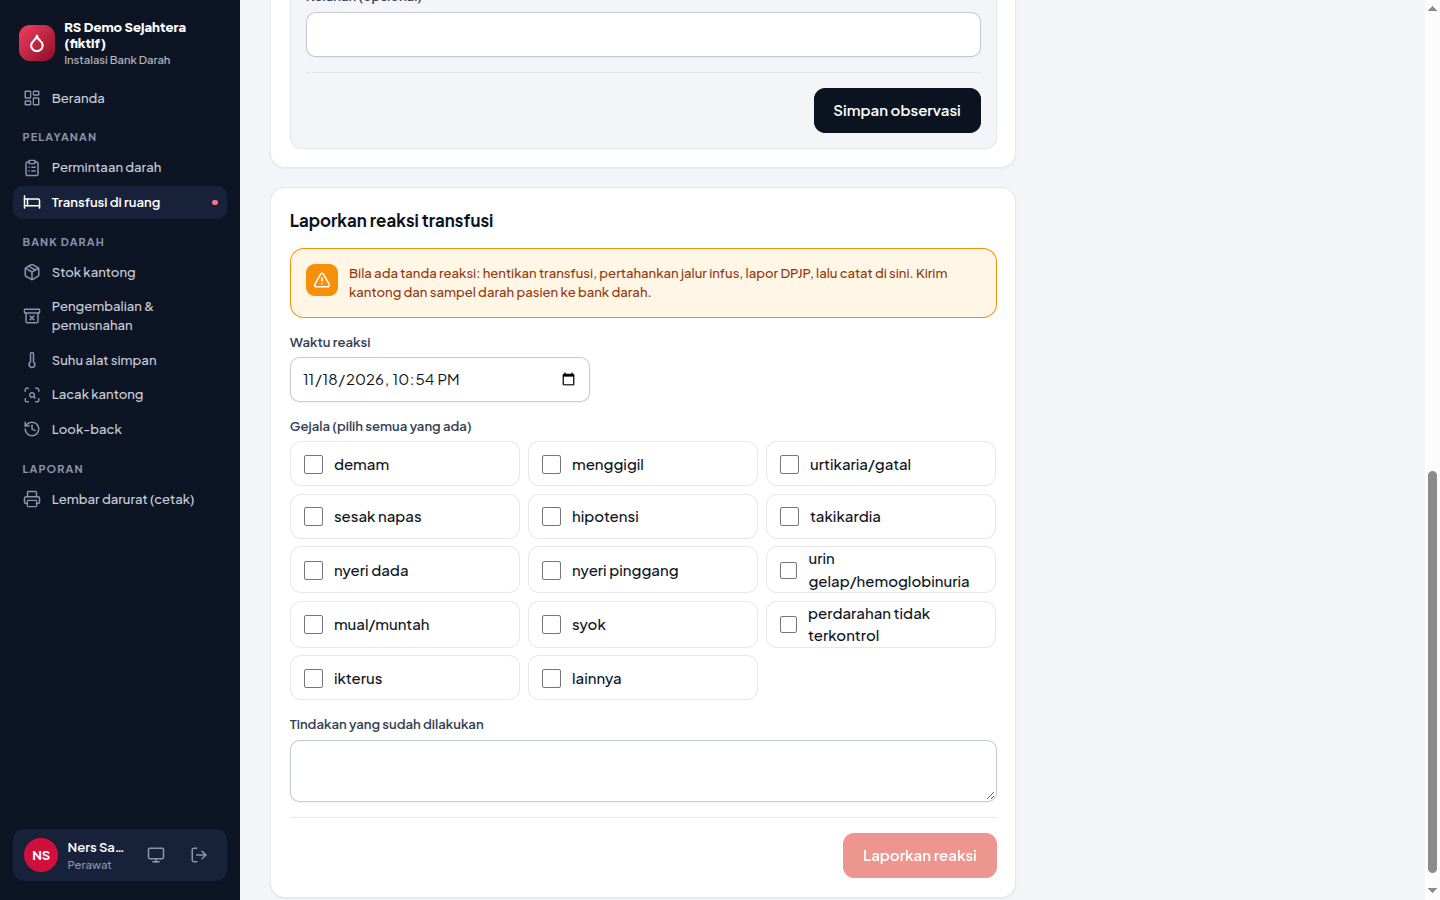 RS Demo Sejahtera
(fiktif)
Instalasi Bank Darah
Beranda
PELAYANAN
Permintaan darah
Transfusi di ruang
BANK DARAH
Stok kantong
Pengembalian &
pemusnahan
Suhu alat simpan
Lacak kantong
Look-back
LAPORAN
Lembar darurat (cetak)
NS
Ners Sa...
Perawat
Simpan observasi
Laporkan reaksi transfusi
Bila ada tanda reaksi: hentikan transfusi, pertahankan jalur infus, lapor DPJP, lalu catat di sini. Kirim
kantong dan sampel darah pasien ke bank darah.
Waktu reaksi
11/18/2026, 10:54 PM
Gejala (pilih semua yang ada)
demam
menggigil
urtikaria/gatal
sesak napas
hipotensi
takikardia
nyeri dada
nyeri pinggang
urin
gelap/hemoglobinuria
mual/muntah
syok
perdarahan tidak
terkontrol
ikterus
lainnya
Tindakan yang sudah dilakukan
Laporkan reaksi